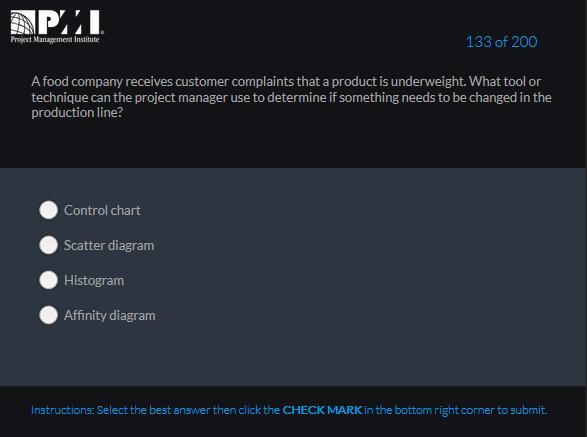 PMI
Project Management Institute
133 of 200
A food company receives customer complaints that a product is underweight. What tool or
technique can the project manager use to determine if something needs to be changed in the
production line?
Control chart
Scatter diagram
Histogram
Affinity diagram
Instructions: Select the best answer then click the CHECK MARK in the bottom right corner to submit.